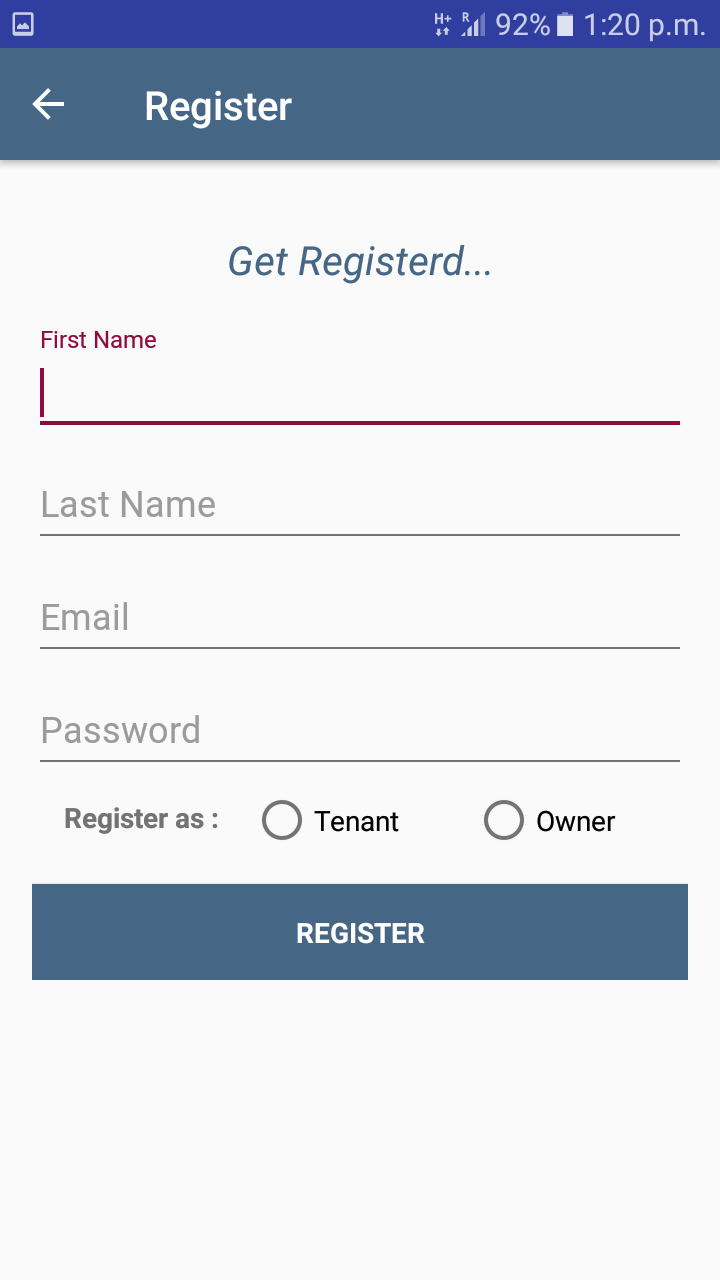 H+ R 92% 1:20 p.m.
Register
Get Registerd...
First Name
Last Name
Email
Password
Register as : Tenant Owner
REGISTER